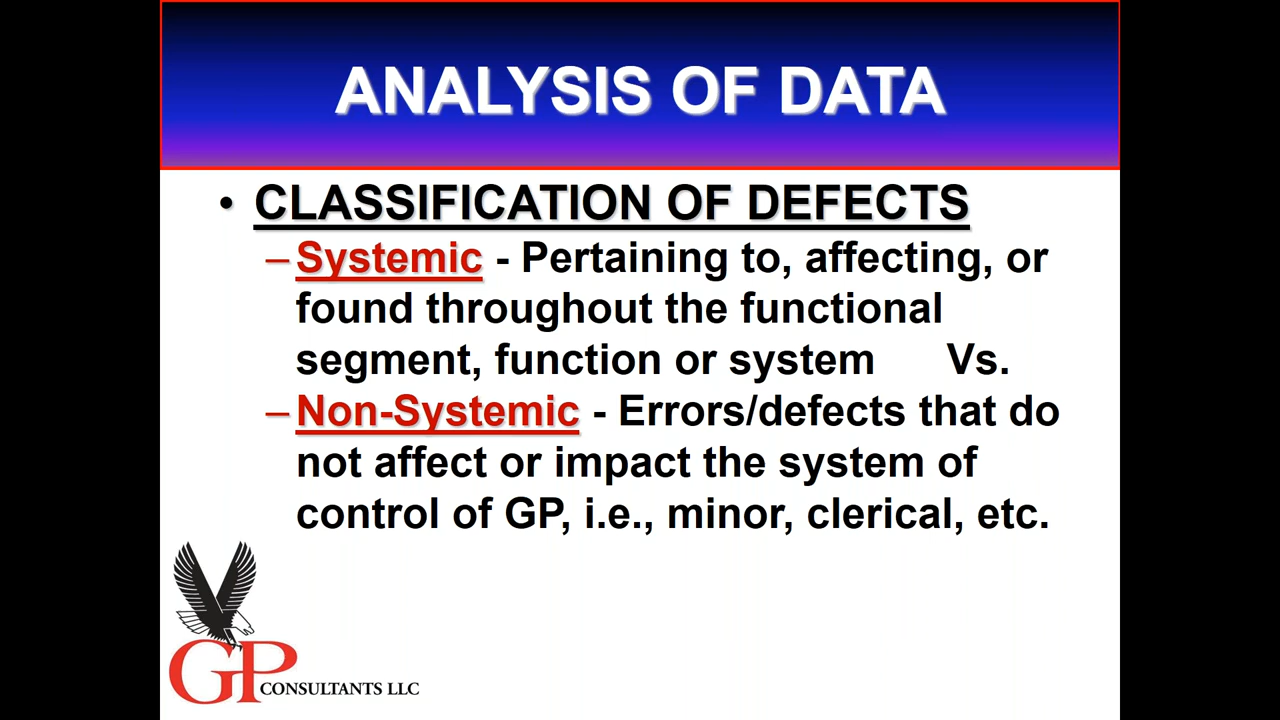 ANALYSIS OF DATA
• CLASSIFICATION OF DEFECTS
– Systemic - Pertaining to, affecting, or
found throughout the functional
segment, function or system Vs.
– Non-Systemic - Errors/defects that do
not affect or impact the system of
control of GP, i.e., minor, clerical, etc.
GP CONSULTANTS LLC